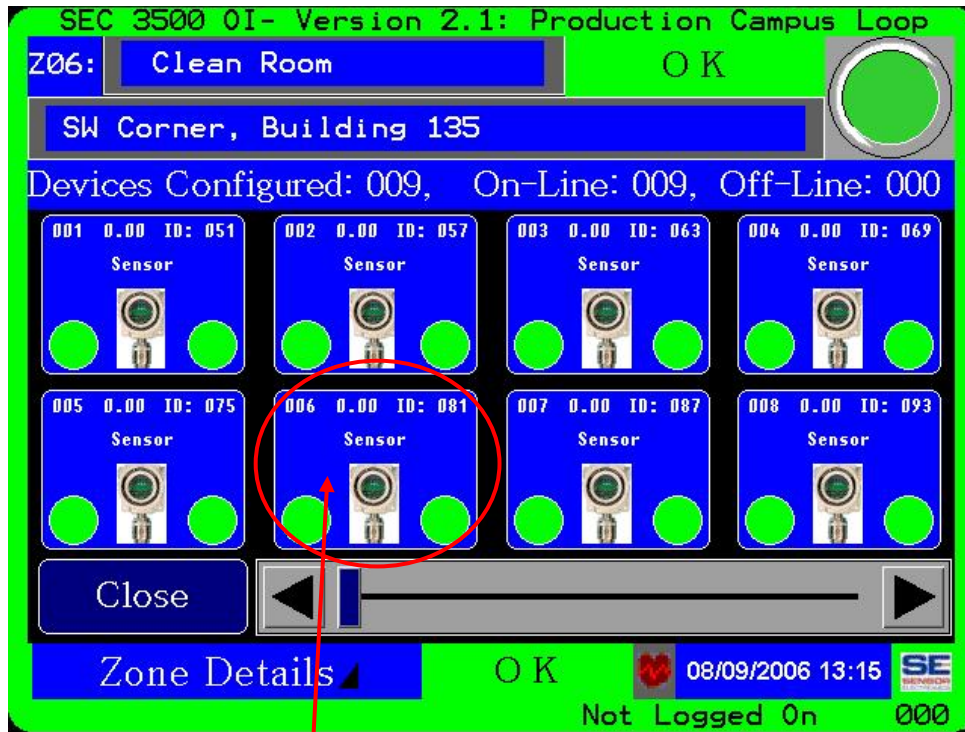 SEC 3500 OI- Version 2.1: Production Campus Loop
Z06: Clean Room OK
SW Corner, Building 135
Devices Configured: 009, On-Line: 009, Off-Line: 000
001 0.00 ID: 051 002 0.00 ID: 057 003 0.00 ID: 063 004 0.00 ID: 069
Sensor Sensor Sensor Sensor
005 0.00 ID: 075 006 0.00 ID: 081 007 0.00 ID: 087 008 0.00 ID: 093
Sensor Sensor Sensor Sensor
Close
Zone Details OK 08/09/2006 13:15 SE
SENSOR
Not Logged On 000